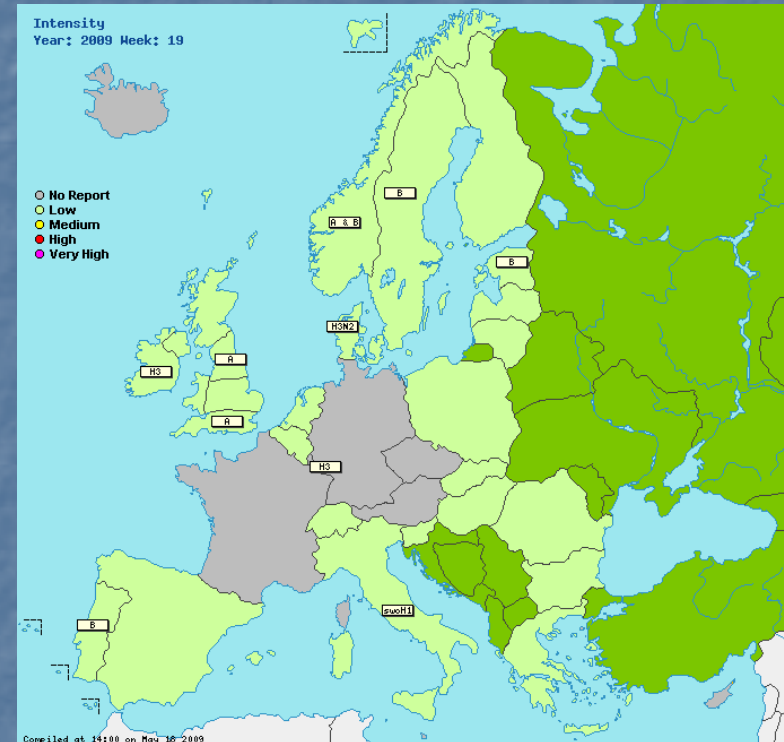 Intensity
Year: 2009 Week: 19
No Report
Low
Medium
High
Very High
B
A & B
B
H3N2
A
H3
A
H3
swoH1
B
Compiled at 14:00 on May 18 2009